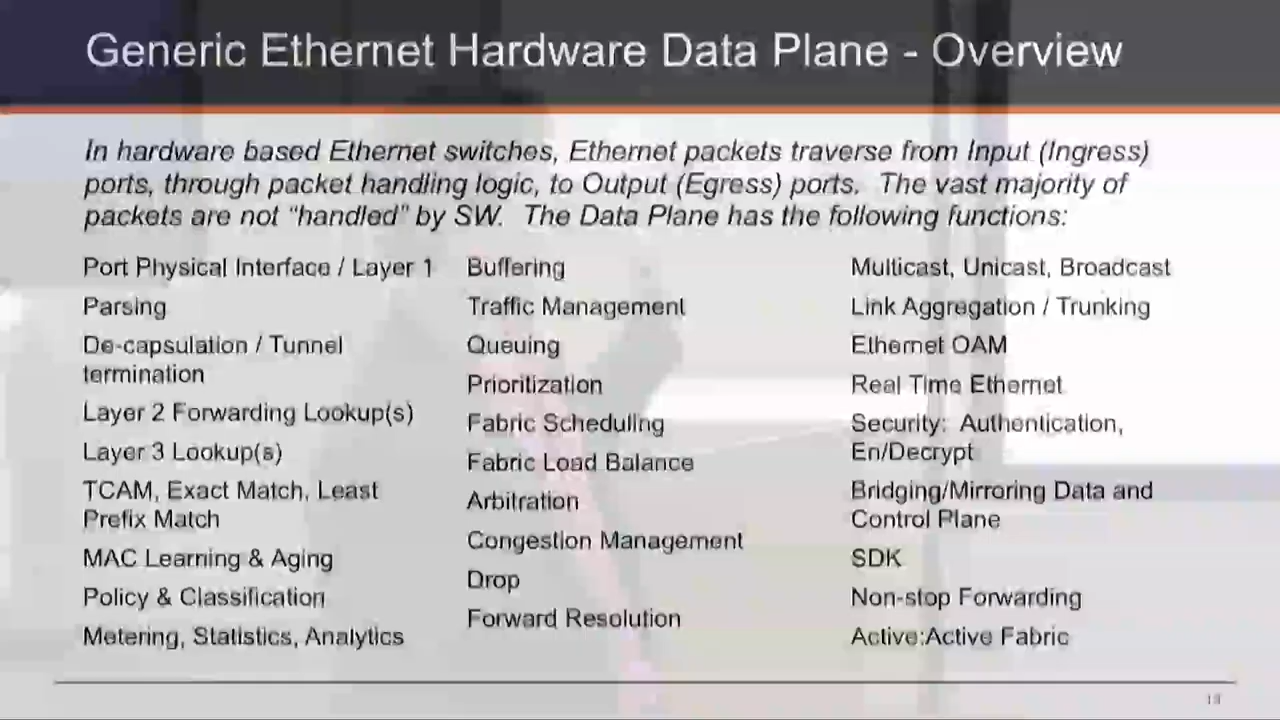 Generic Ethernet Hardware Data Plane - Overview
In hardware based Ethernet switches, Ethernet packets traverse from Input (Ingress)
ports, through packet handling logic, to Output (Egress) ports.  The vast majority of
packets are not "handled" by SW.  The Data Plane has the following functions:
Port Physical Interface / Layer 1
Parsing
De-capsulation / Tunnel
termination
Layer 2 Forwarding Lookup(s)
Layer 3 Lookup(s)
TCAM, Exact Match, Least
Prefix Match
MAC Learning & Aging
Policy & Classification
Metering, Statistics, Analytics
Buffering
Traffic Management
Queuing
Prioritization
Fabric Scheduling
Fabric Load Balance
Arbitration
Congestion Management
Drop
Forward Resolution
Multicast, Unicast, Broadcast
Link Aggregation / Trunking
Ethernet OAM
Real Time Ethernet
Security:  Authentication,
En/Decrypt
Bridging/Mirroring Data and
Control Plane
SDK
Non-stop Forwarding
Active:Active Fabric